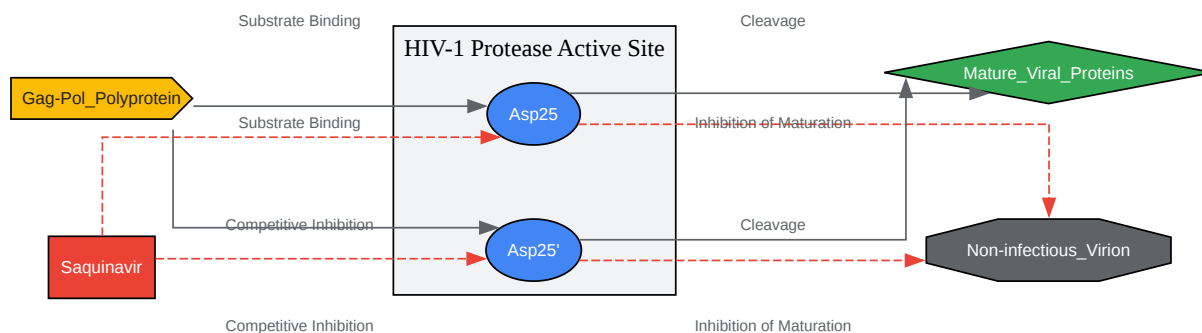 Substrate Binding
Cleavage
HIV-1 Protease Active Site
Mature_Viral_Proteins
Gag-Pol_Polyprotein
Asp25
Substrate Binding
Inhibition of Maturation
Competitive Inhibition
Cleavage
Asp25'
Non-infectious_Virion
Saquinavir
Competitive Inhibition
Inhibition of Maturation